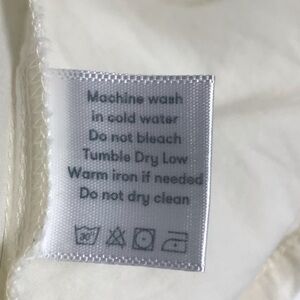 Machine wash
in cold water
Do not bleach
Tumble Dry Low
Warm iron if needed
Do not dry clean
30°